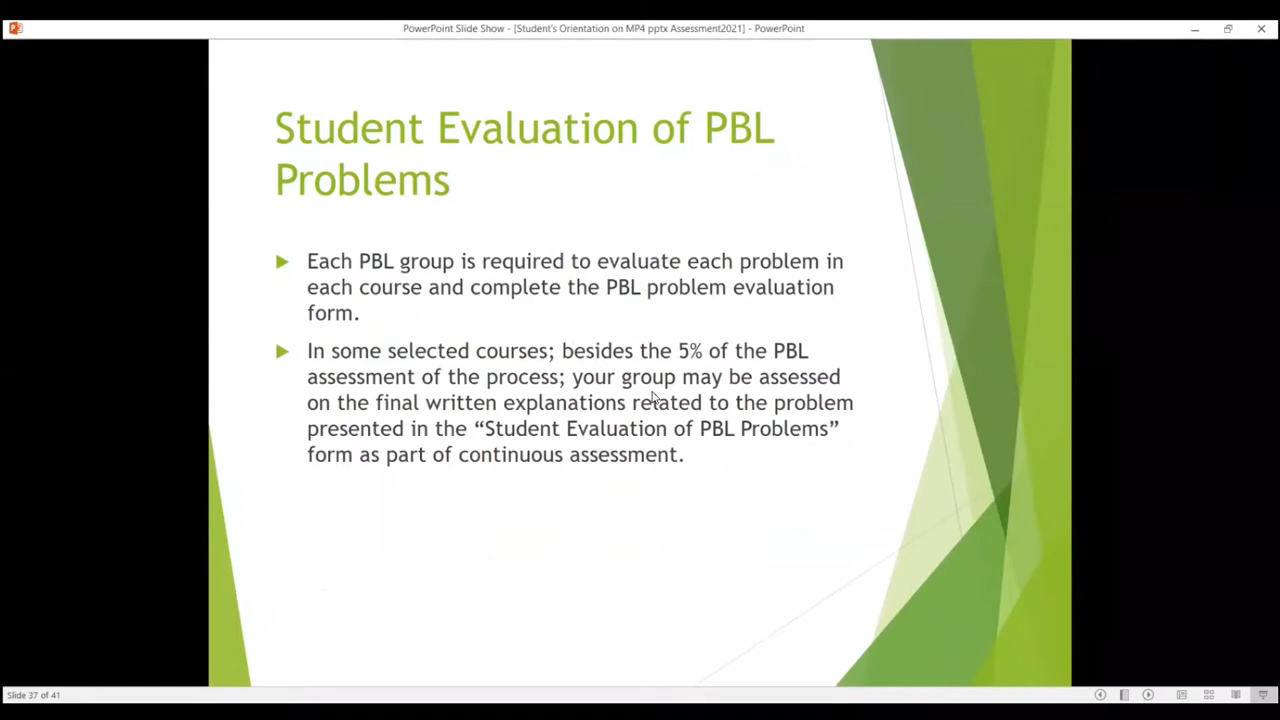 PowerPoint Slide Show - [Student's Orientation on MP4 pptx Assessment2021] - PowerPoint
Student Evaluation of PBL
Problems
Each PBL group is required to evaluate each problem in
each course and complete the PBL problem evaluation
form.
In some selected courses; besides the 5% of the PBL
assessment of the process; your group may be assessed
on the final written explanations related to the problem
presented in the “Student Evaluation of PBL Problems”
form as part of continuous assessment.
Slide 37 of 41